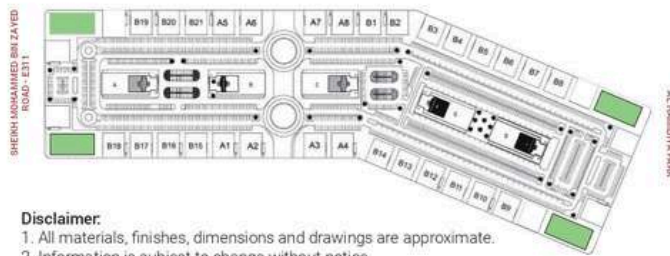 SHEIKH MOHAMMED BIN ZAYED
ROAD - E311
B19 B20 B21 A5 A6 A7 A8 B1 B2
B3 B4 B5 B6 B7 B8
A B C
B18 B17 B16 B15 A1 A2 A3 A4
B14 B13 B12 B11 B10 B9
Disclaimer:
1. All materials, finishes, dimensions and drawings are approximate.
2. Information is subject to change without notice.